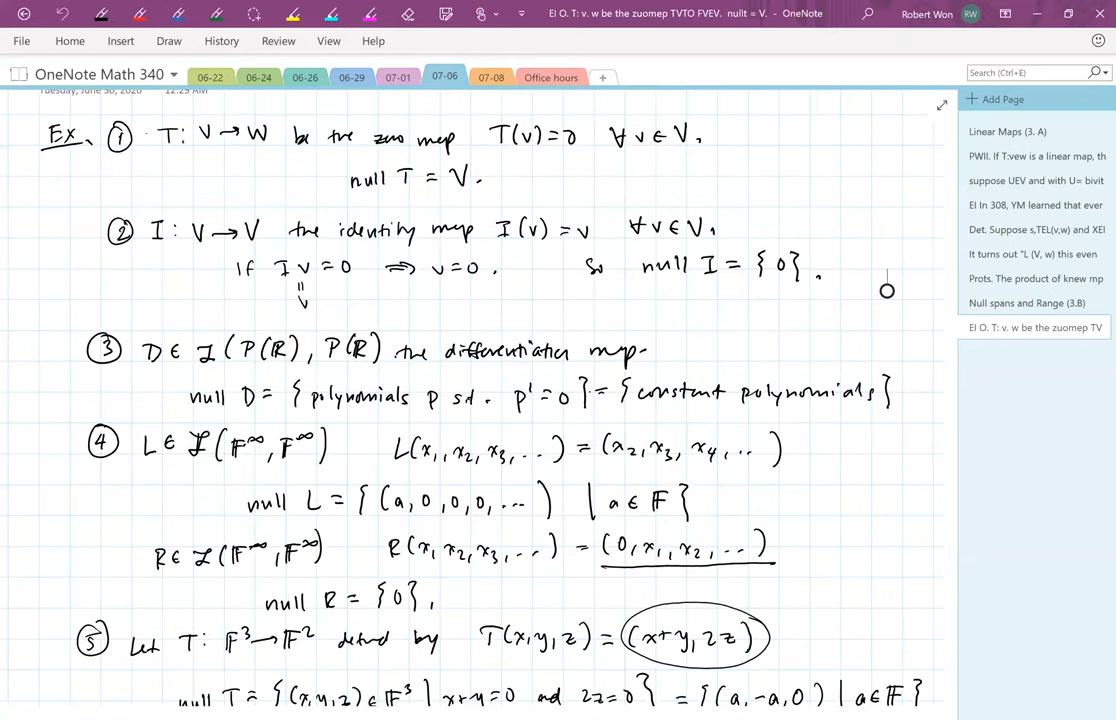 El O. T: v. w be the zuomep TVTO FVEV. nullt = V. - OneNote
Robert Won RW
File Home Insert Draw History Review View Help
OneNote Math 340
06-22 06-24 06-26 06-29 07-01 07-06 07-08 Office hours
Search (Ctrl+E)
Tuesday, June 30, 2020 12:29 AM
Add Page
Linear Maps (3. A)
PWII. If T:vew is a linear map, th
suppose UEV and with U= bivit
El In 308, YM learned that ever
Det. Suppose s,TEL(v,w) and XEI
It turns out "L (V, w) this even
Prots. The product of knew mp
Null spans and Range (3.B)
El O. T: v. w be the zuomep TV
Ex. ① T: V → W be the zero map T(v)=0 ∀ v ∈ V.
null T = V.
② I: V → V the identity map I(v) = v ∀ v ∈ V.
If I v = 0 ⇒ v=0. So null I = {0}.
=
v
③ D ∈ L(P(ℝ), P(ℝ)) the differentiation map.
null D = {polynomials p s.t. p' = 0} = {constant polynomials}
④ L ∈ L(F^∞, F^∞) L(x₁, x₂, x₃, ...) = (x₂, x₃, x₄, ...)
null L = {(a, 0, 0, 0, ...) | a ∈ F}
R ∈ L(F^∞, F^∞) R(x₁, x₂, x₃, ...) = (0, x₁, x₂, ...)
null R = {0}.
⑤ Let T: F³ → F² defined by T(x, y, z) = (x+y, 2z)
null T = {(x, y, z) ∈ F³ | x+y=0 and 2z=0} = {(a, -a, 0) | a ∈ F}